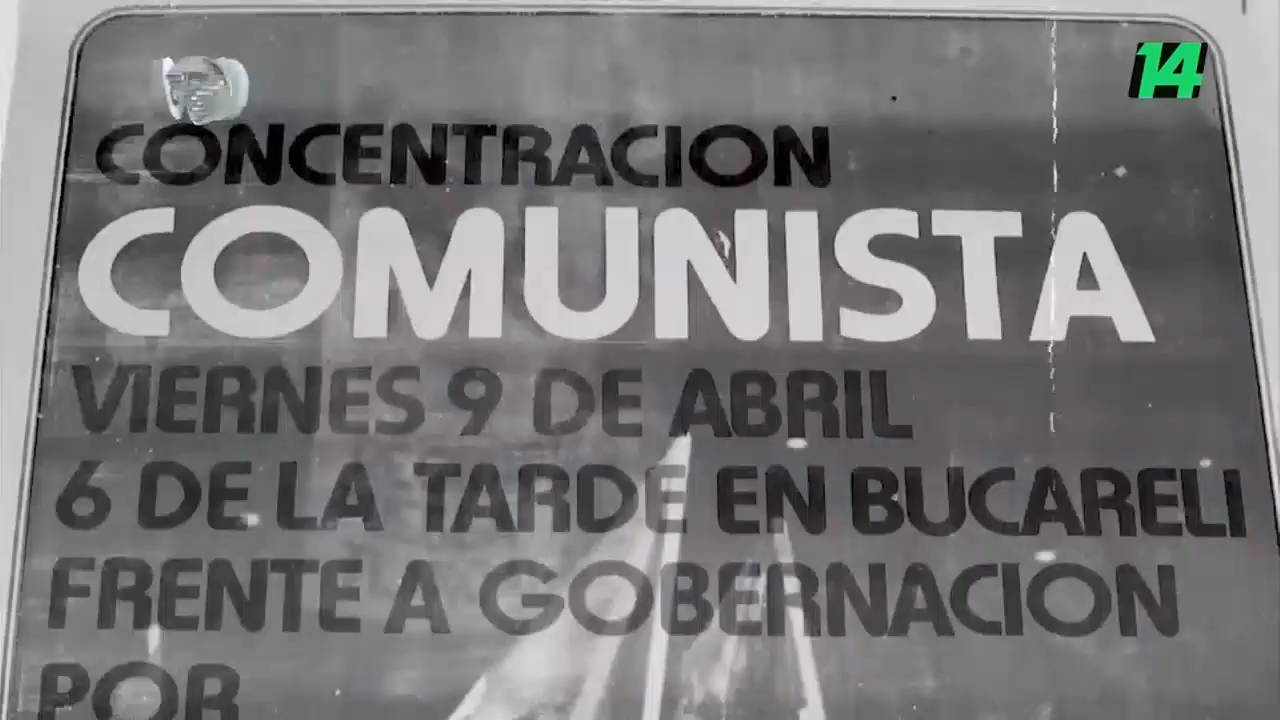 14
CONCENTRACION
COMUNISTA
VIERNES 9 DE ABRIL
6 DE LA TARDE EN BUCARELI
FRENTE A GOBERNACION
POR